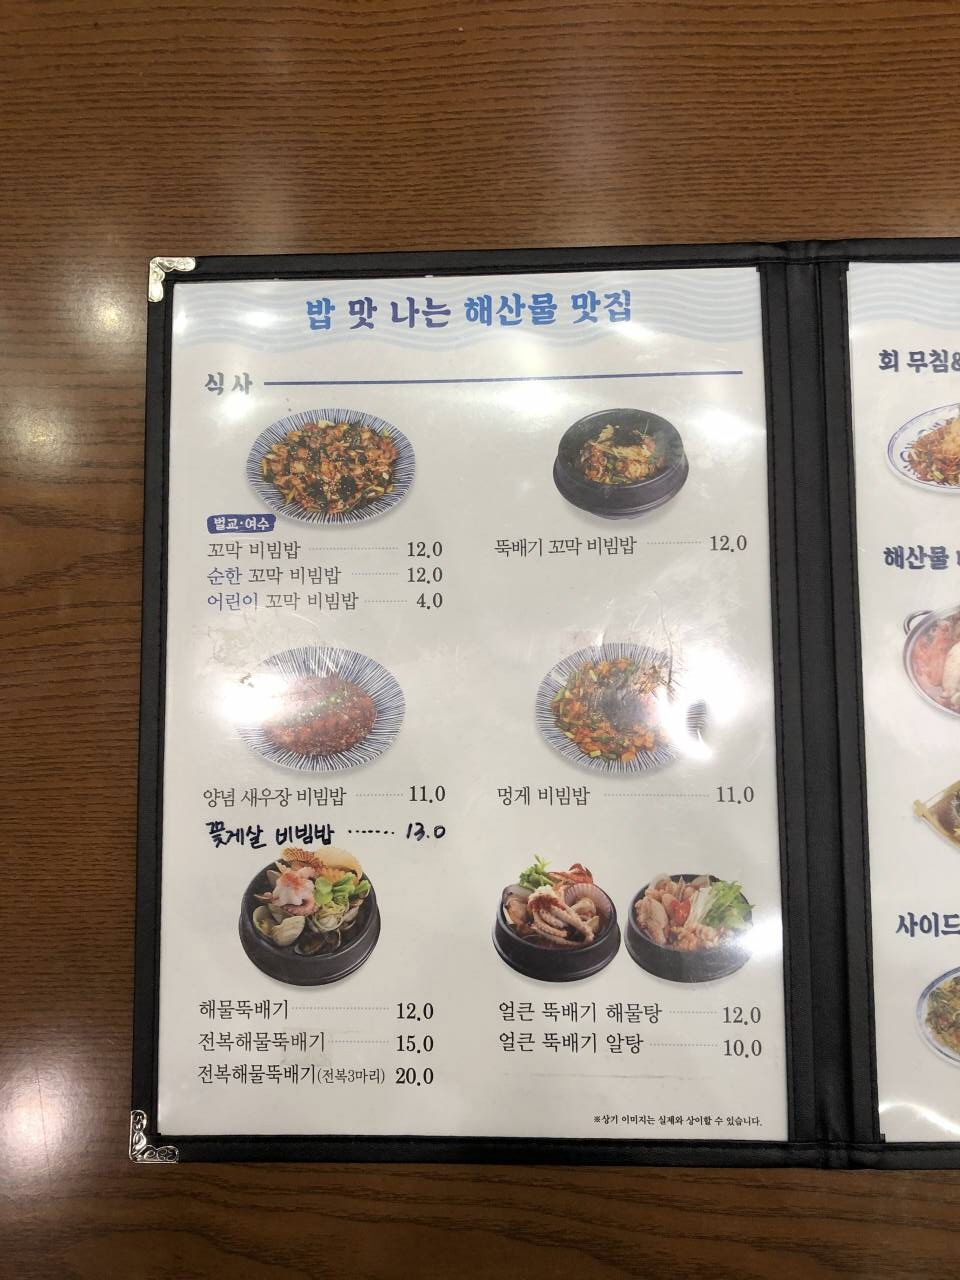 밥 맛 나는 해산물 맛집
식사
벌교·여수
꼬막 비빔밥 12.0
순한 꼬막 비빔밥 12.0
어린이 꼬막 비빔밥 4.0
뚝배기 꼬막 비빔밥 12.0
양념 새우장 비빔밥 11.0
꽃게살 비빔밥 ....... 13.0
멍게 비빔밥 11.0
해물뚝배기 12.0
전복해물뚝배기 15.0
전복해물뚝배기(전복3마리) 20.0
얼큰 뚝배기 해물탕 12.0
얼큰 뚝배기 알탕 10.0
※상기 이미지는 실제와 상이할 수 있습니다.
회 무침&
해산물
사이드